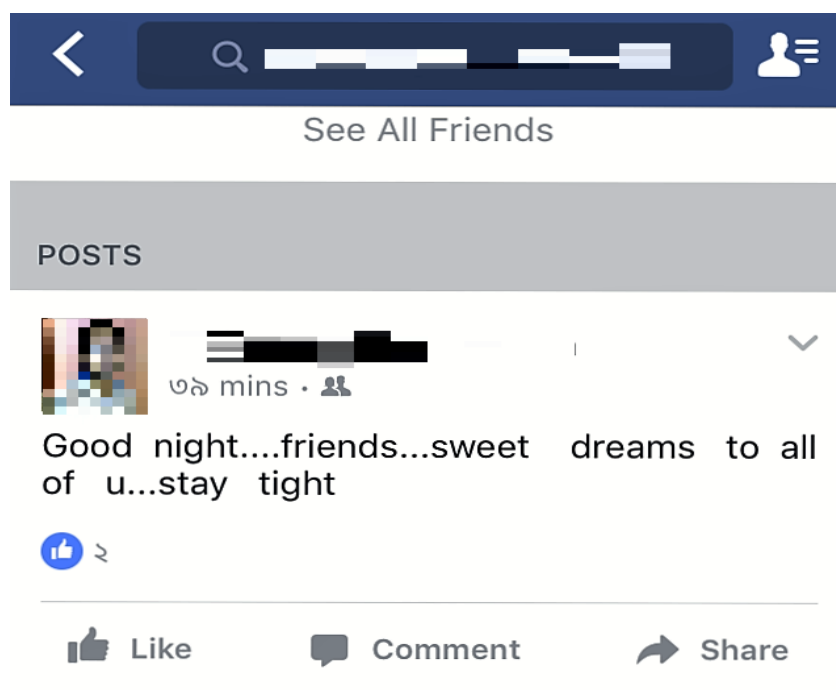 See All Friends
POSTS
৩৯ mins ·
Good night....friends...sweet dreams to all
of u...stay tight
২
Like Comment Share